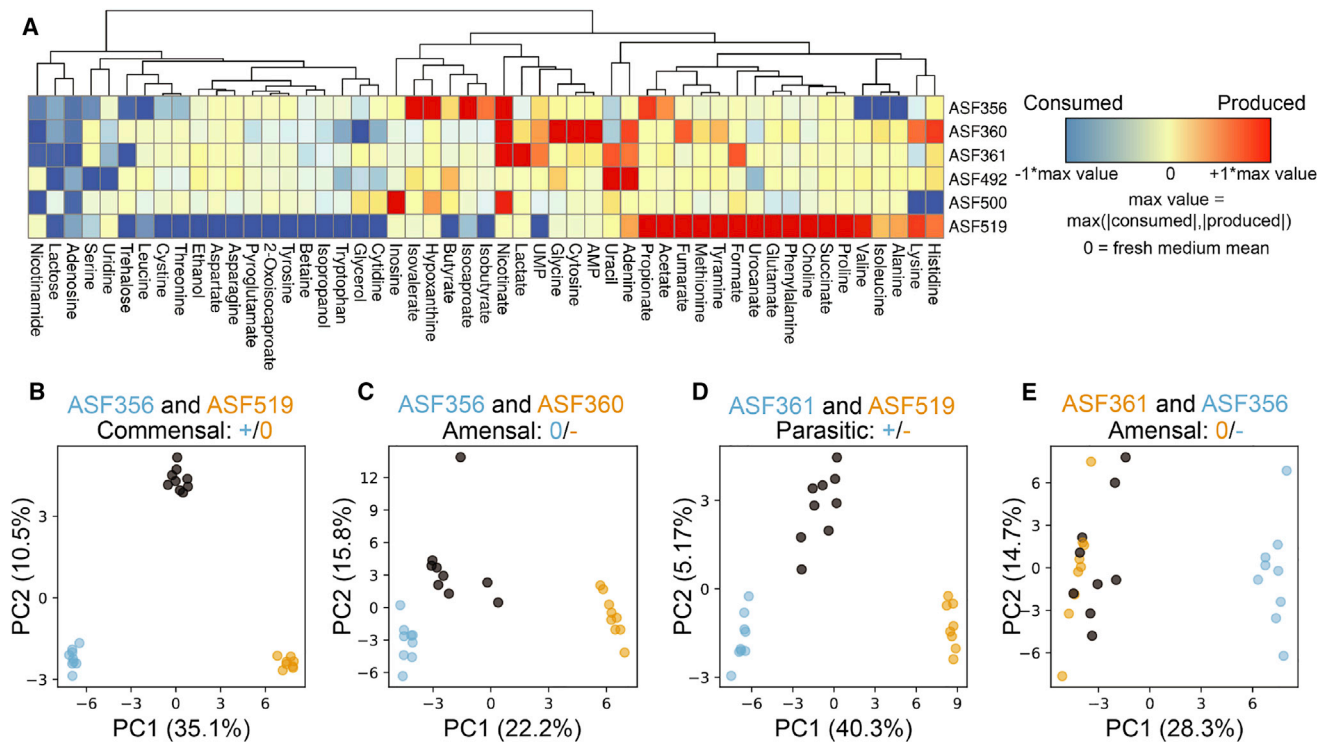 A
ASF356
ASF360
ASF361
ASF492
ASF500
ASF519
Nicotinamide
Lactose
Adenosine
Serine
Uridine
Trehalose
Leucine
Cystine
Threonine
Ethanol
Aspartate
Asparagine
Pyroglutamate
2-Oxoisocaproate
Tyrosine
Betaine
Isopropanol
Tryptophan
Glycerol
Cytidine
Inosine
Isovalerate
Hypoxanthine
Butyrate
Isocaproate
Isobutyrate
Nicotinate
Lactate
UMP
Glycine
Cytosine
AMP
Uracil
Adenine
Propionate
Acetate
Fumarate
Methionine
Tyramine
Formate
Urocanate
Glutamate
Phenylalanine
Choline
Succinate
Proline
Valine
Isoleucine
Alanine
Lysine
Histidine
Consumed Produced
-1*max value 0 +1*max value
max value =
max(|consumed|,|produced|)
0 = fresh medium mean
B
ASF356 and ASF519
Commensal: +/0
PC2 (10.5%)
3
−3
−6 0 6
PC1 (35.1%)
C
ASF356 and ASF360
Amensal: 0/-
PC2 (15.8%)
12
9
6
3
0
−3
−6
−3 0 3 6
PC1 (22.2%)
D
ASF361 and ASF519
Parasitic: +/-
PC2 (5.17%)
3
0
−3
−6 −3 0 3 6 9
PC1 (40.3%)
E
ASF361 and ASF356
Amensal: 0/-
PC2 (14.7%)
6
3
0
−3
−6
−3 0 3 6
PC1 (28.3%)